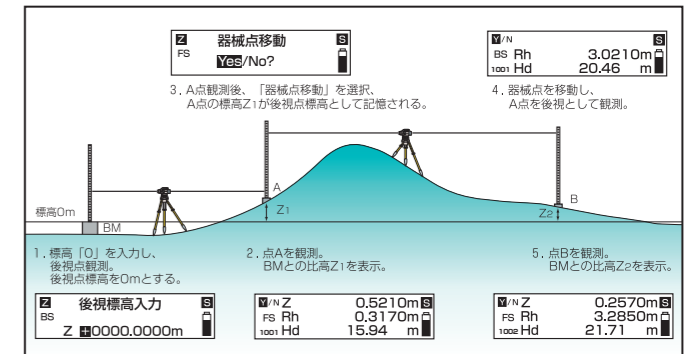 Z 器械点移動 S
FS Yes/No?
3. A点観測後、「器械点移動」を選択、
A点の標高Z1が後視点標高として記憶される。
Y/N S
BS Rh 3.0210m
1001 Hd 20.46 m
4. 器械点を移動し、
A点を後視として観測。
A
Z1
B
Z2
標高0m
BM
1. 標高「0」を入力し、
後視点観測。
後視点標高を0mとする。
2. 点Aを観測。
BMとの比高Z1を表示。
5. 点Bを観測。
BMとの比高Z2を表示。
Z 後視標高入力 S
BS
Z +0000.0000m
Y/N Z 0.5210m S
FS Rh 0.3170m
1001 Hd 15.94 m
Y/N Z 0.2570m S
FS Rh 3.2850m
1002 Hd 21.71 m